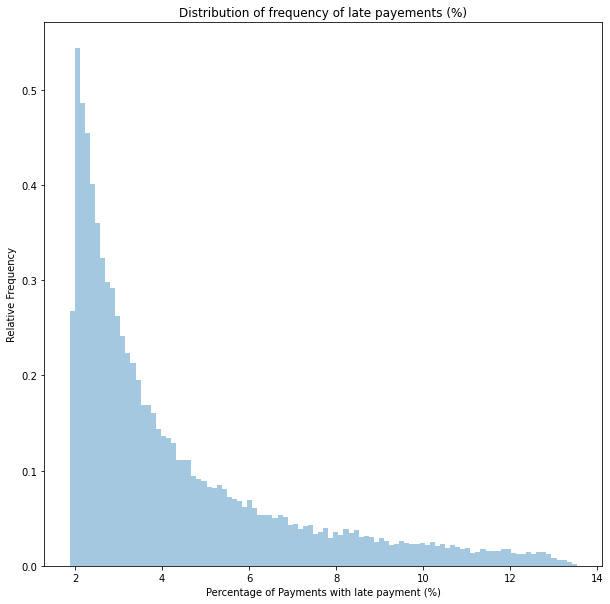 Distribution of frequency of late payements (%)
Relative Frequency
0.5
0.4
0.3
0.2
0.1
0.0
2 4 6 8 10 12 14
Percentage of Payments with late payment (%)